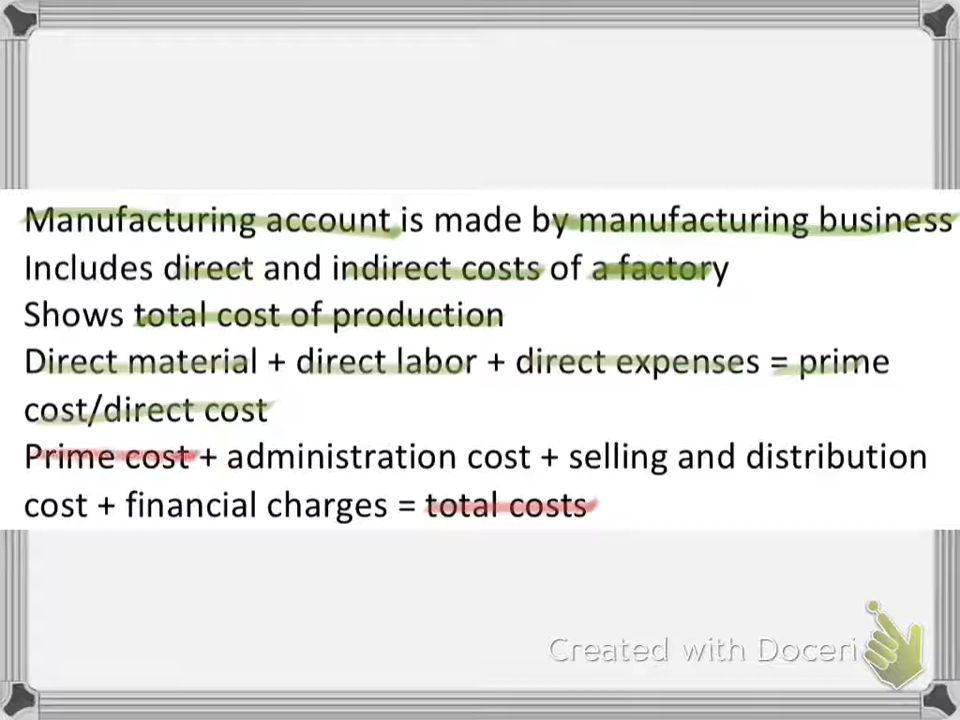 Manufacturing account is made by manufacturing business
Includes direct and indirect costs of a factory
Shows total cost of production
Direct material + direct labor + direct expenses = prime
cost/direct cost
Prime cost + administration cost + selling and distribution
cost + financial charges = total costs
Created with Doceri